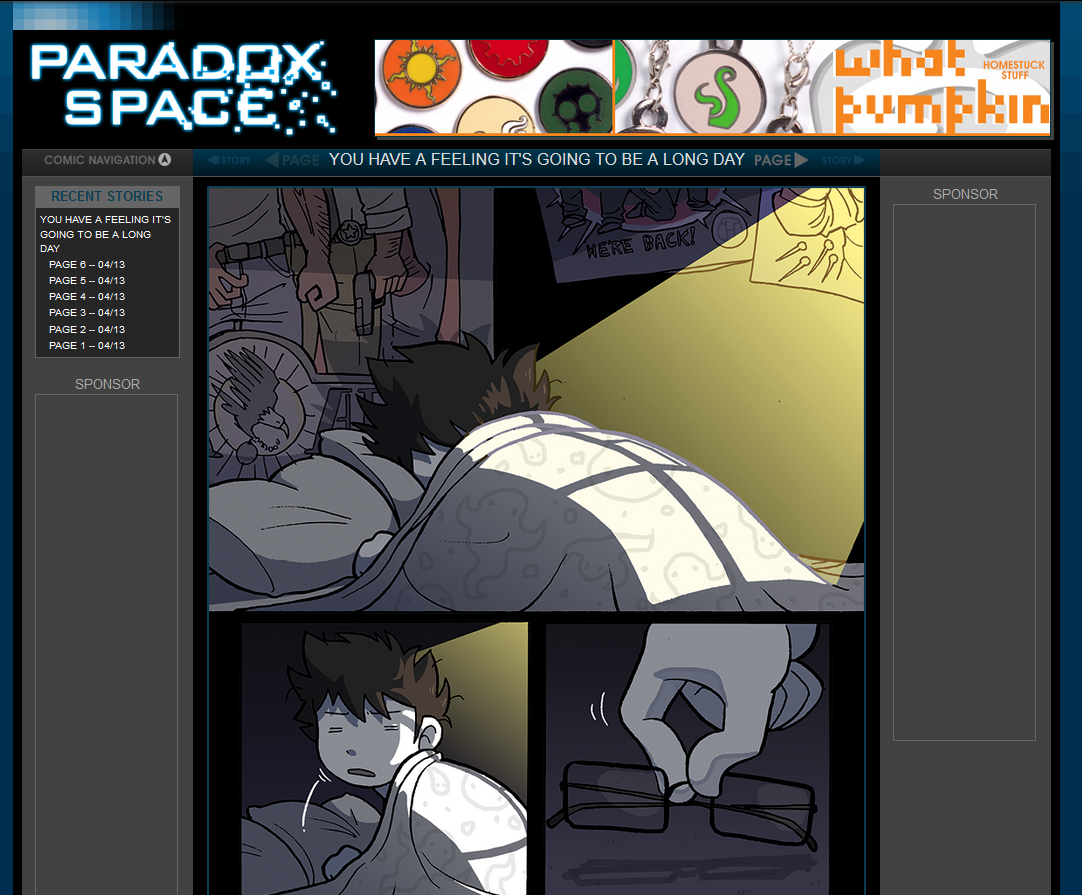 PARADOX
SPACE
what
pumpkin
HOMESTUCK
STUFF
COMIC NAVIGATION
STORY
PAGE
YOU HAVE A FEELING IT'S GOING TO BE A LONG DAY
PAGE
STORY
RECENT STORIES
YOU HAVE A FEELING IT'S
GOING TO BE A LONG
DAY
PAGE 6 -- 04/13
PAGE 5 -- 04/13
PAGE 4 -- 04/13
PAGE 3 -- 04/13
PAGE 2 -- 04/13
PAGE 1 -- 04/13
SPONSOR
SPONSOR
WE'RE BACK!